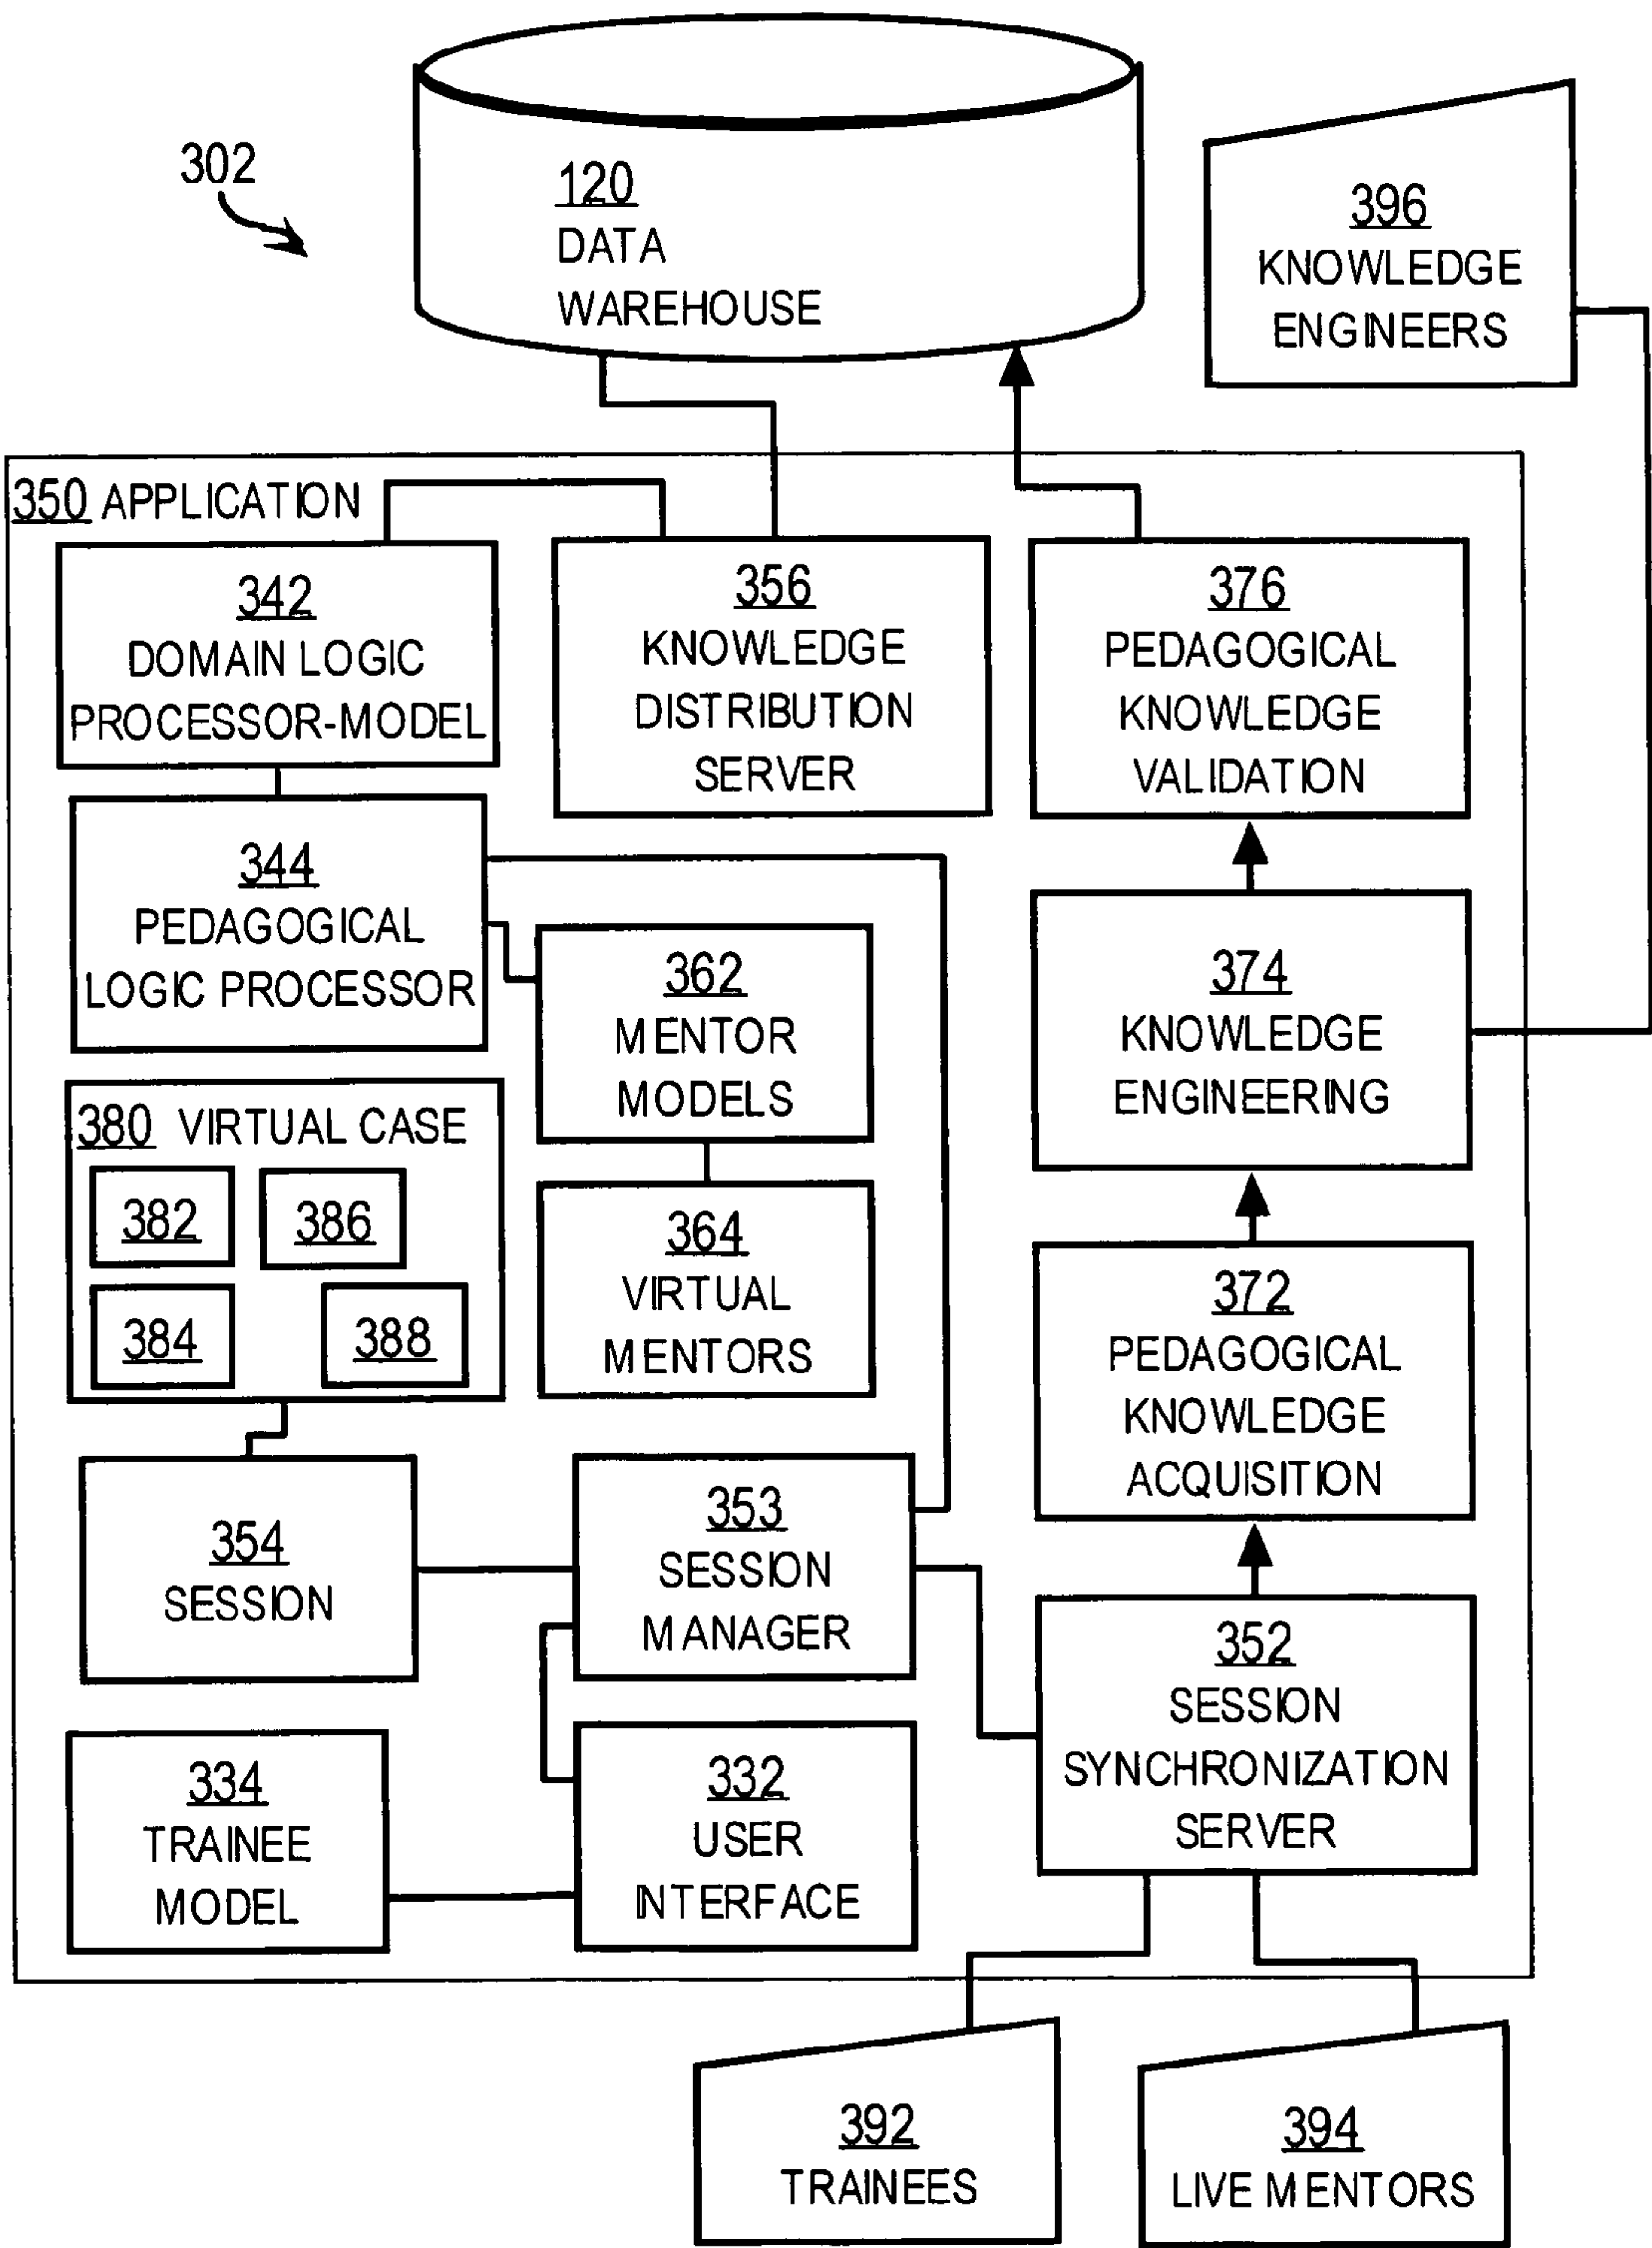 302
120
DATA
WAREHOUSE
396
KNOWLEDGE
ENGINEERS
350 APPLICATION
342
DOMAIN LOGIC
PROCESSOR-MODEL
356
KNOWLEDGE
DISTRIBUTION
SERVER
376
PEDAGOGICAL
KNOWLEDGE
VALIDATION
344
PEDAGOGICAL
LOGIC PROCESSOR
362
MENTOR
MODELS
374
KNOWLEDGE
ENGINEERING
380 VIRTUAL CASE
382
386
384
388
364
VIRTUAL
MENTORS
372
PEDAGOGICAL
KNOWLEDGE
ACQUISITION
354
SESSION
353
SESSION
MANAGER
352
SESSION
SYNCHRONIZATION
SERVER
334
TRAINEE
MODEL
332
USER
INTERFACE
392
TRAINEES
394
LIVE MENTORS